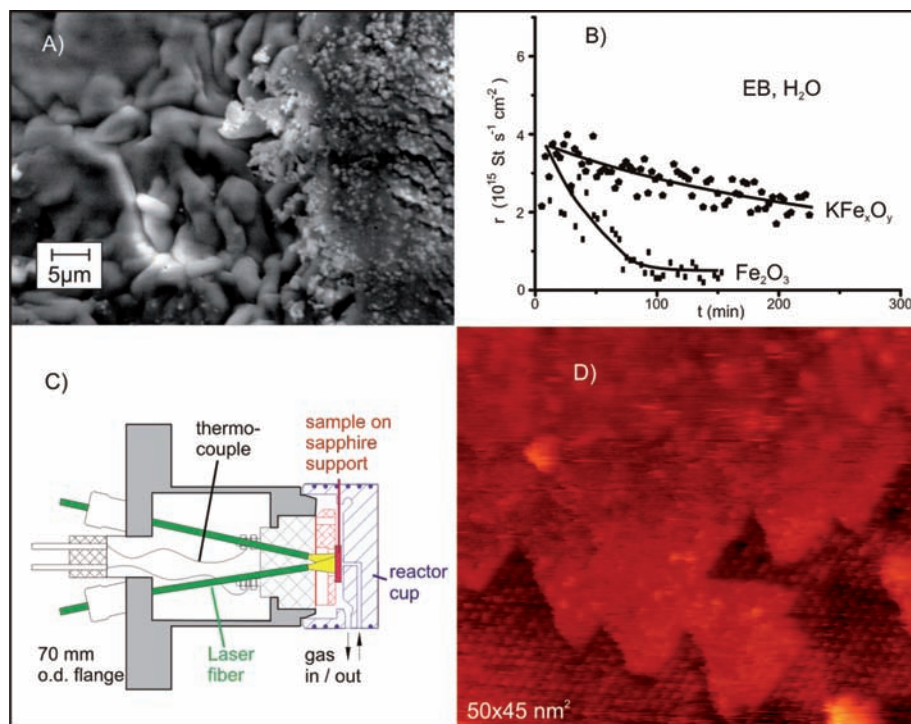 A)
5µm
B)
EB, H₂O
r (10¹⁵ St s⁻¹ cm⁻²)
6
4
2
0
KFeₓOᵧ
Fe₂O₃
0
100
200
300
t (min)
C)
thermo-
couple
sample on
sapphire
support
reactor
cup
70 mm
o.d. flange
Laser
fiber
gas
in / out
D)
50x45 nm²